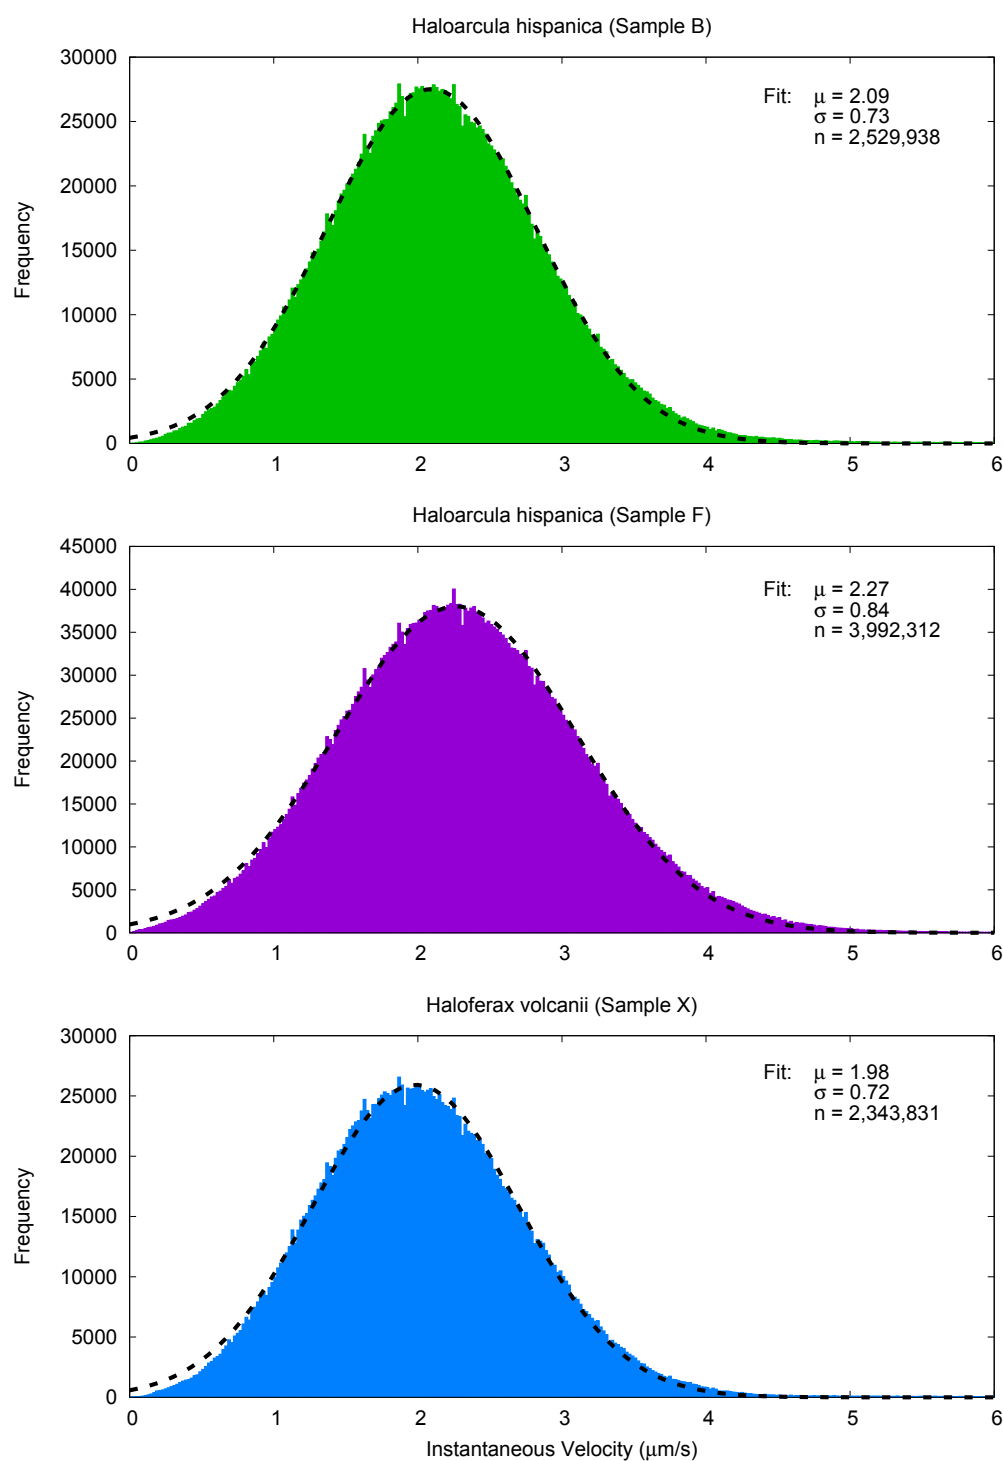 Haloarcula hispanica (Sample B)
30000
25000
20000
15000
10000
5000
0
Frequency
Fit: μ = 2.09
σ = 0.73
n = 2,529,938
0 1 2 3 4 5 6
Haloarcula hispanica (Sample F)
45000
40000
35000
30000
25000
20000
15000
10000
5000
0
Frequency
Fit: μ = 2.27
σ = 0.84
n = 3,992,312
0 1 2 3 4 5 6
Haloferax volcanii (Sample X)
30000
25000
20000
15000
10000
5000
0
Frequency
Fit: μ = 1.98
σ = 0.72
n = 2,343,831
0 1 2 3 4 5 6
Instantaneous Velocity (μm/s)